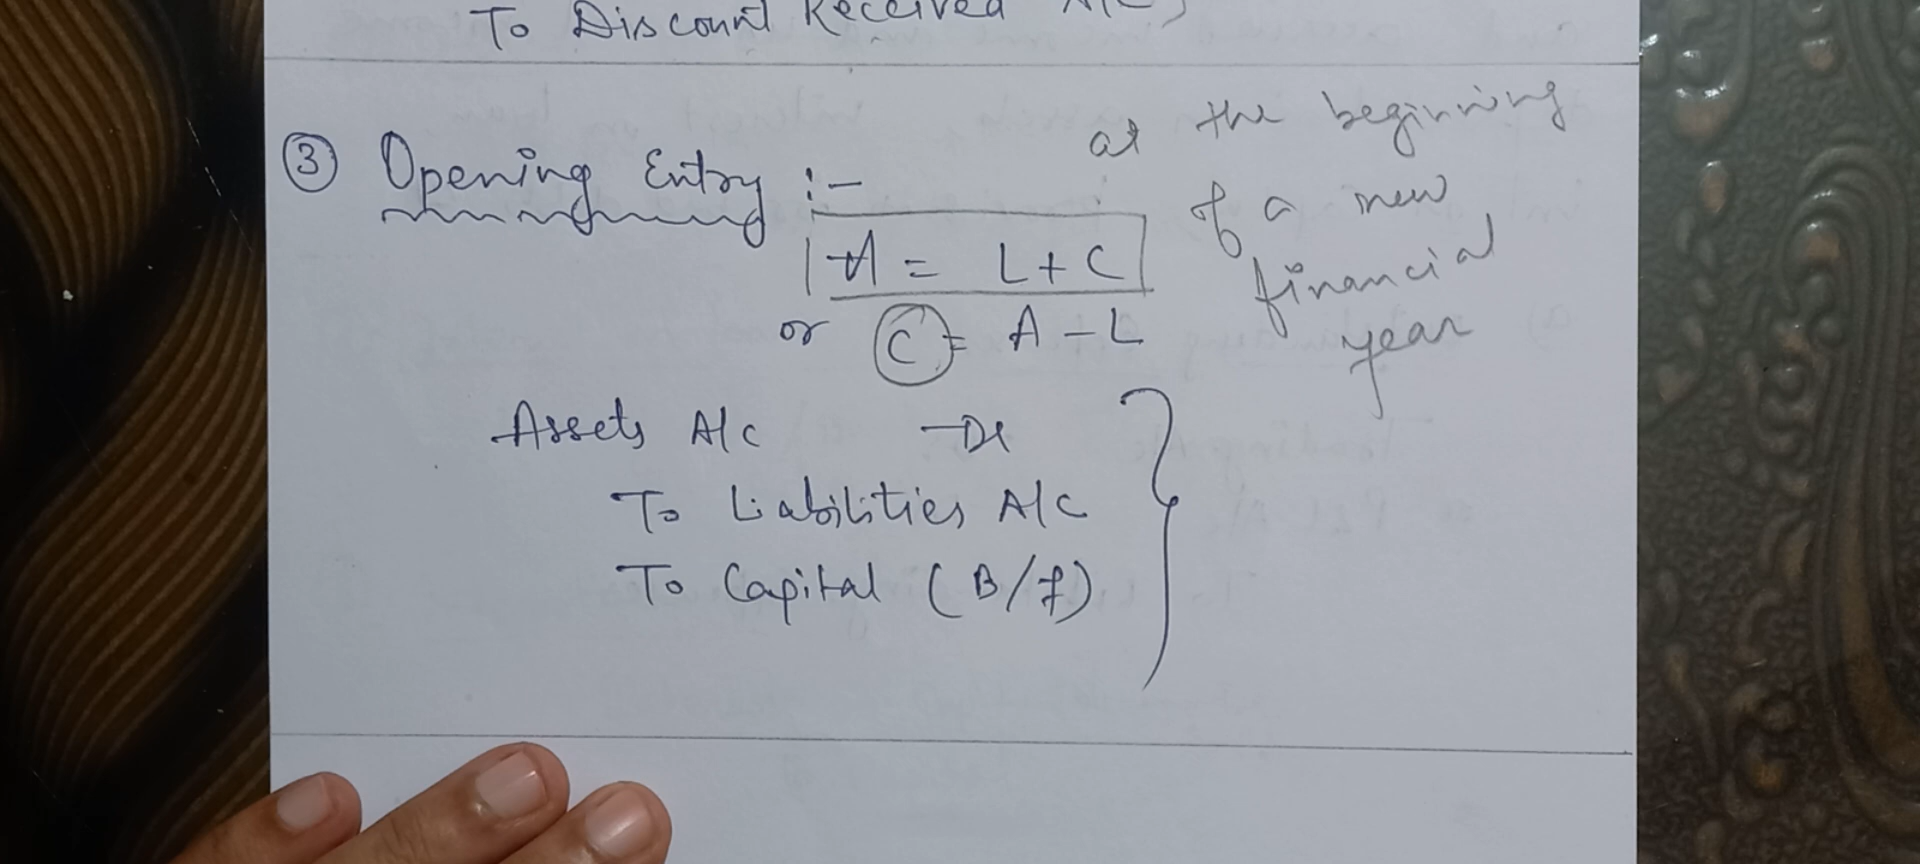 To Discount Received A/C
③ Opening Entry :-
at the beginning
of a new
financial
year
A = L + C
or C = A - L
Assets A/c - Dr
To Liabilities A/c
To Capital (B/f)